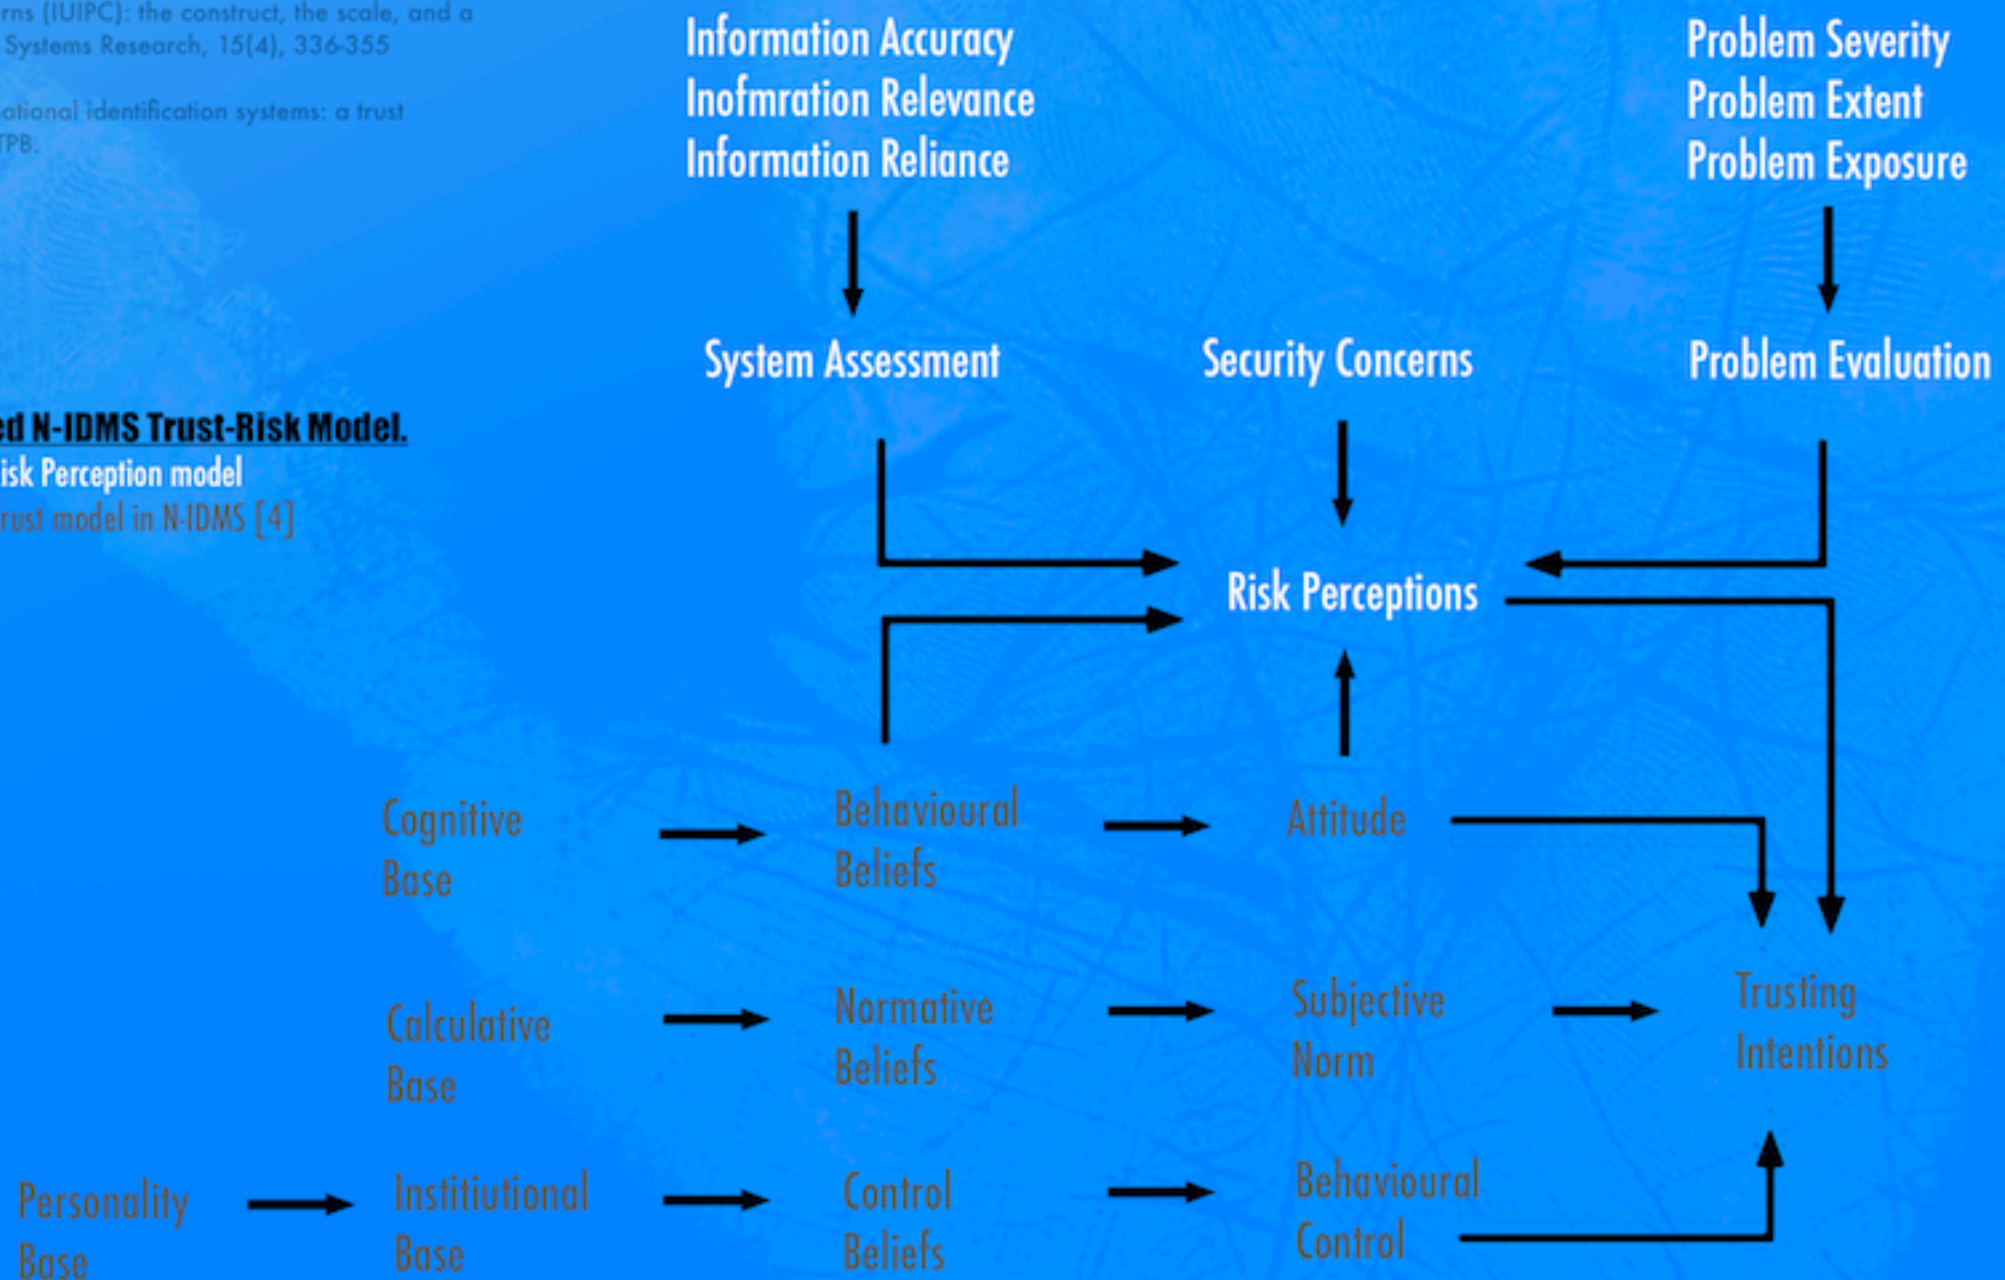 rns (IUIPC): the construct, the scale, and a
Systems Research, 15(4), 336-355
ational identification systems: a trust
TPB.
Information Accuracy
Inofmration Relevance
Information Reliance
Problem Severity
Problem Extent
Problem Exposure
System Assessment
Security Concerns
Problem Evaluation
ed N-IDMS Trust-Risk Model.
isk Perception model
rust model in N-IDMS [4]
Risk Perceptions
Cognitive
Base
Behavioural
Beliefs
Attitude
Calculative
Base
Normative
Beliefs
Subjective
Norm
Trusting
Intentions
Personality
Base
Institiutional
Base
Control
Beliefs
Behavioural
Control